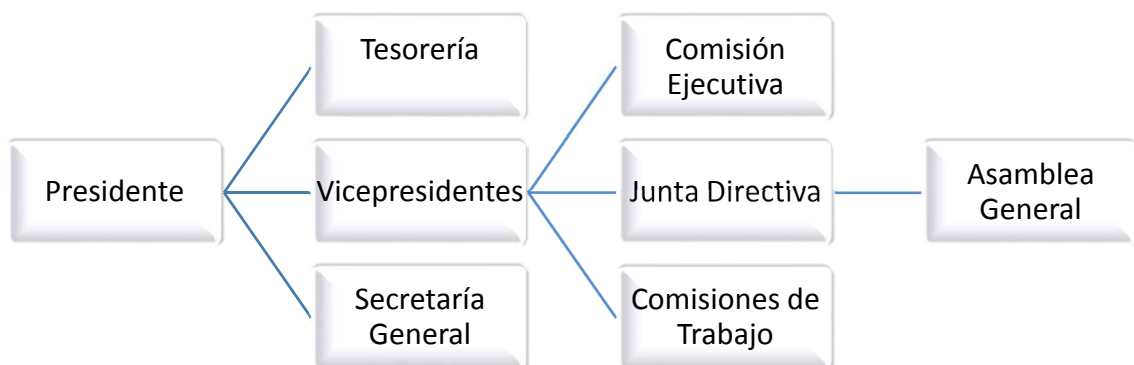 Presidente
Tesorería
Vicepresidentes
Secretaría
General
Comisión
Ejecutiva
Junta Directiva
Comisiones de
Trabajo
Asamblea
General